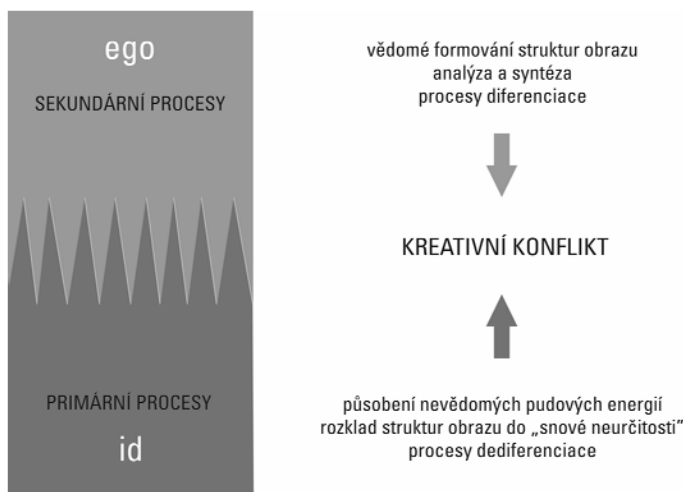 ego
SEKUNDÁRNÍ PROCESY
vědomé formování struktur obrazu
analýza a syntéza
procesy diferenciace
KREATIVNÍ KONFLIKT
PRIMÁRNÍ PROCESY
id
působení nevědomých pudových energií
rozklad struktur obrazu do „snové neurčitosti”
procesy dediferenciace